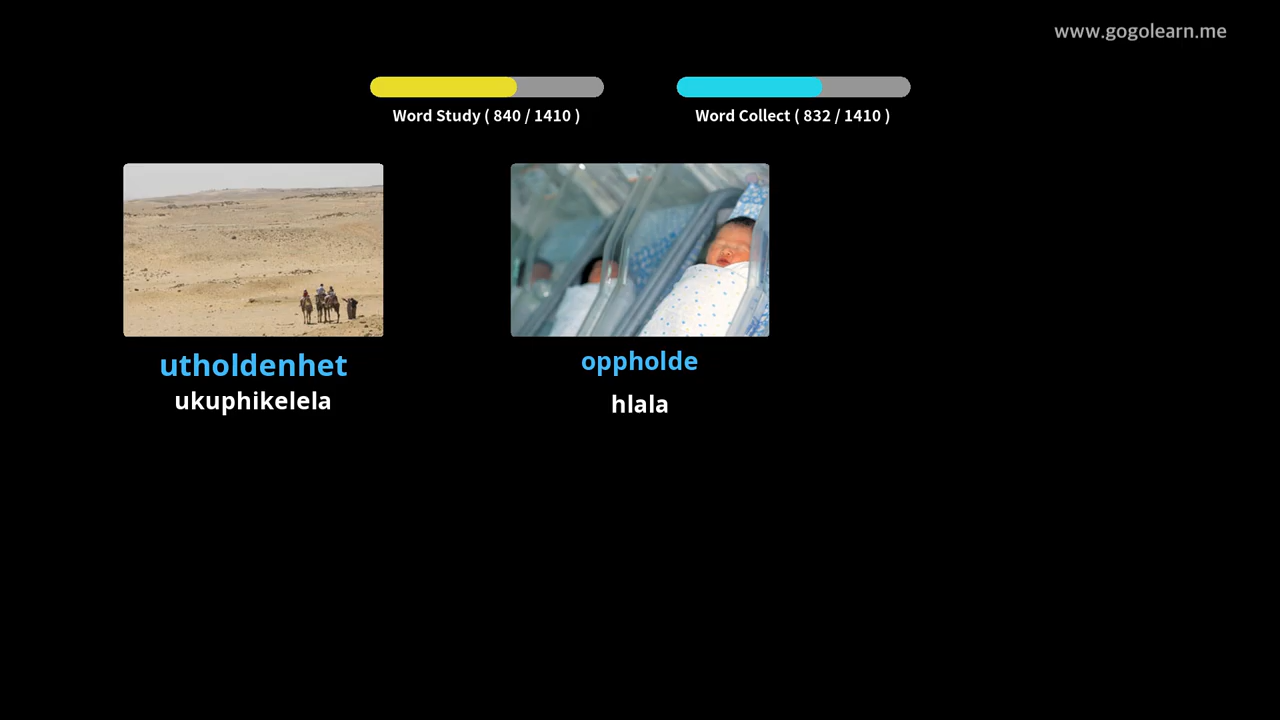 www.gogolearn.me
Word Study ( 840 / 1410 )
Word Collect ( 832 / 1410 )
utholdenhet
ukuphikelela
oppholde
hlala